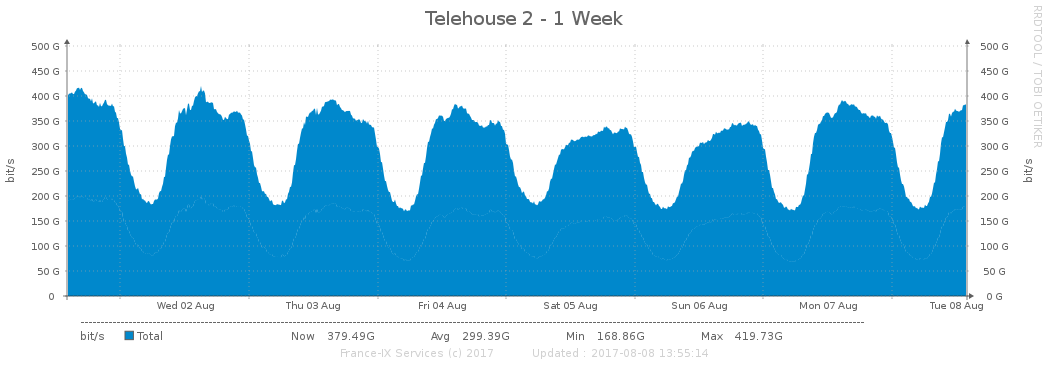 Telehouse 2 - 1 Week
RRDTOOL / TOBI OETIKER
500 G 500 G
450 G 450 G
400 G 400 G
350 G 350 G
300 G 300 G
250 G 250 G
200 G 200 G
150 G 150 G
100 G 100 G
50 G 50 G
0 0 G
bit/s bit/s
Wed 02 Aug Thu 03 Aug Fri 04 Aug Sat 05 Aug Sun 06 Aug Mon 07 Aug Tue 08 Aug
bit/s Total Now 379.49G Avg 299.39G Min 168.86G Max 419.73G
France-IX Services (c) 2017 Updated : 2017-08-08 13:55:14